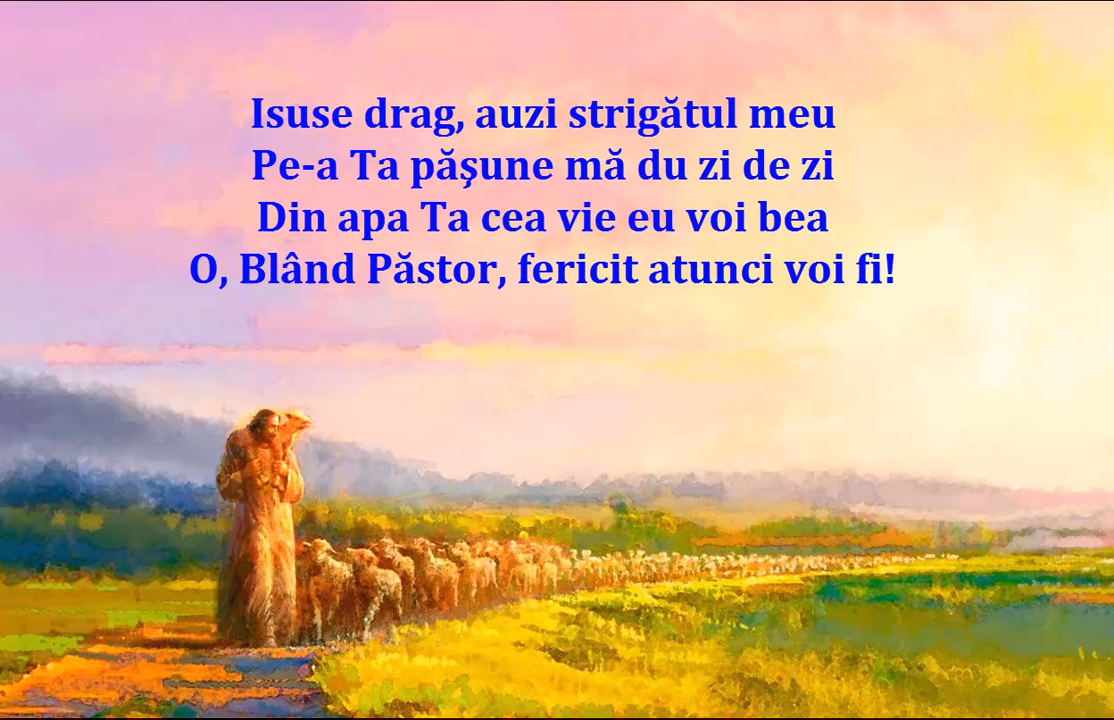 Isuse drag, auzi strigătul meu
Pe-a Ta păşune mă du zi de zi
Din apa Ta cea vie eu voi bea
O, Blând Păstor, fericit atunci voi fi!